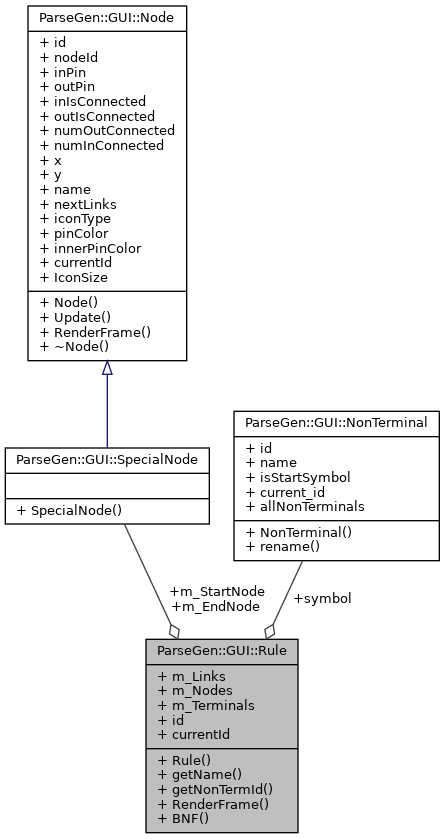 ParseGen::GUI::Node
+ id
+ nodeId
+ inPin
+ outPin
+ inIsConnected
+ outIsConnected
+ numOutConnected
+ numInConnected
+ x
+ y
+ name
+ nextLinks
+ iconType
+ pinColor
+ innerPinColor
+ currentId
+ IconSize
+ Node()
+ Update()
+ RenderFrame()
+ ~Node()
ParseGen::GUI::SpecialNode
+ SpecialNode()
ParseGen::GUI::NonTerminal
+ id
+ name
+ isStartSymbol
+ current_id
+ allNonTerminals
+ NonTerminal()
+ rename()
+m_StartNode
+m_EndNode
+symbol
ParseGen::GUI::Rule
+ m_Links
+ m_Nodes
+ m_Terminals
+ id
+ currentId
+ Rule()
+ getName()
+ getNonTermId()
+ RenderFrame()
+ BNF()